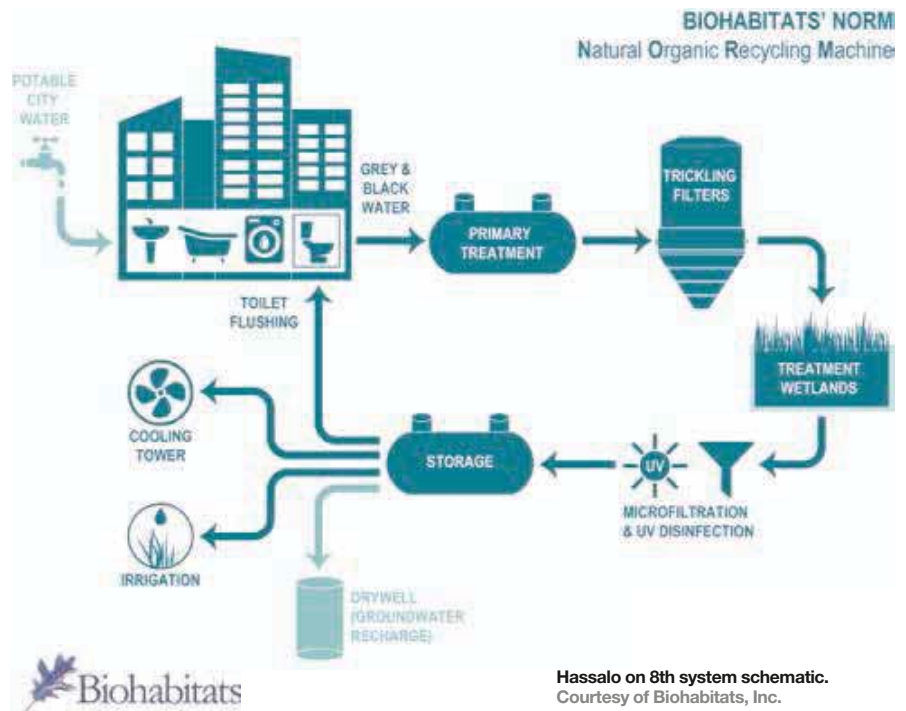 BIOHABITATS' NORM
Natural Organic Recycling Machine
POTABLE
CITY
WATER
GREY &
BLACK
WATER
PRIMARY
TREATMENT
TRICKLING
FILTERS
TREATMENT
WETLANDS
TOILET
FLUSHING
COOLING
TOWER
STORAGE
UV
MICROFILTRATION
& UV DISINFECTION
IRRIGATION
DRYWELL
(GROUNDWATER
RECHARGE)
Biohabitats
Hassalo on 8th system schematic.
Courtesy of Biohabitats, Inc.